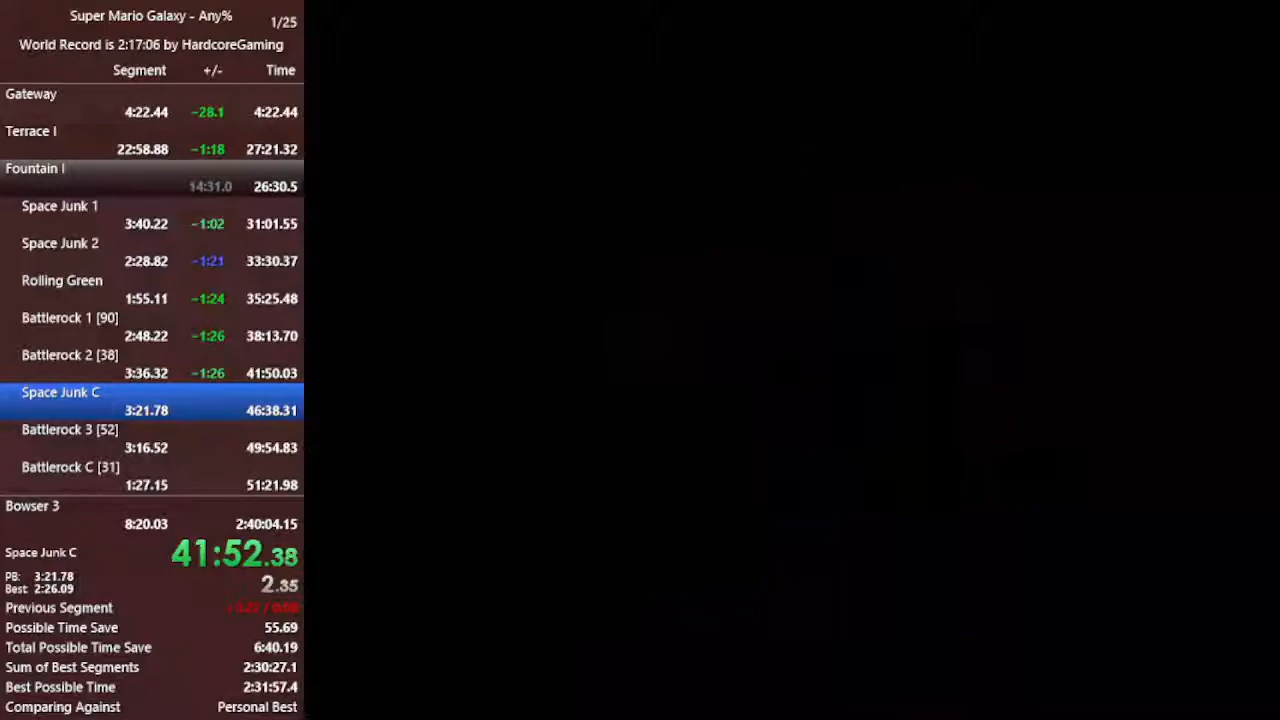 Super Mario Galaxy - Any%
1/25
World Record is 2:17:06 by HardcoreGaming
Segment +/- Time
Gateway
4:22.44 -28.1 4:22.44
Terrace I
22:58.88 -1:18 27:21.32
Fountain I
14:31.0 26:30.5
Space Junk 1
3:40.22 -1:02 31:01.55
Space Junk 2
2:28.82 -1:21 33:30.37
Rolling Green
1:55.11 -1:24 35:25.48
Battlerock 1 [90]
2:48.22 -1:26 38:13.70
Battlerock 2 [38]
3:36.32 -1:26 41:50.03
Space Junk C
3:21.78 46:38.31
Battlerock 3 [52]
3:16.52 49:54.83
Battlerock C [31]
1:27.15 51:21.98
Bowser 3
8:20.03 2:40:04.15
Space Junk C 41:52.38
PB: 3:21.78
Best: 2:26.09
2.35
Previous Segment
Possible Time Save 55.69
Total Possible Time Save 6:40.19
Sum of Best Segments 2:30:27.1
Best Possible Time 2:31:57.4
Comparing Against Personal Best